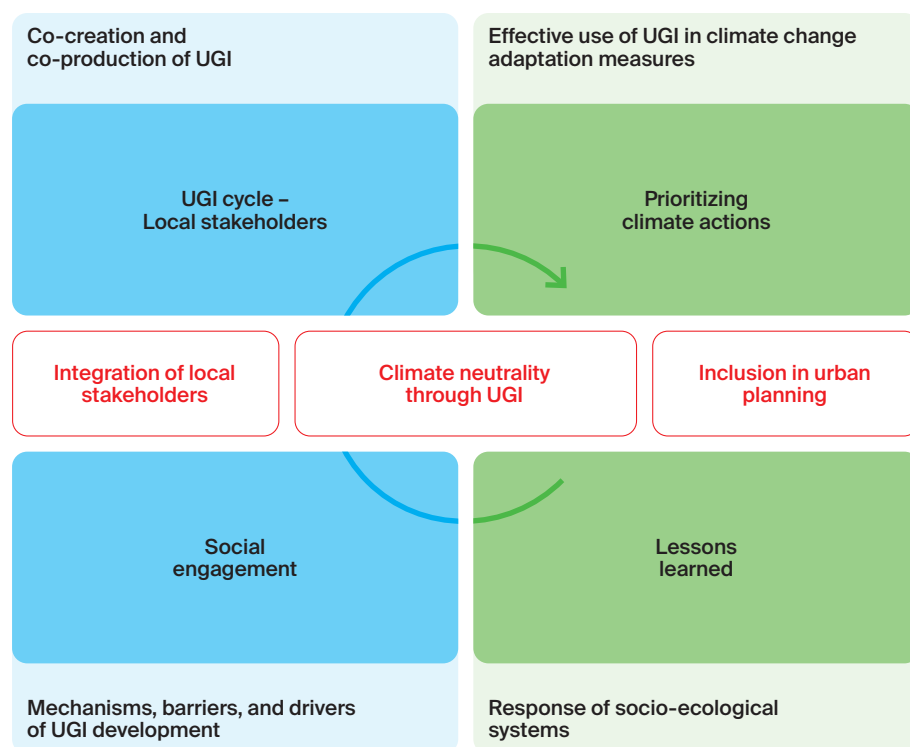 Co-creation and
co-production of UGI
Effective use of UGI in climate change
adaptation measures
UGI cycle –
Local stakeholders
Prioritizing
climate actions
Integration of local
stakeholders
Climate neutrality
through UGI
Inclusion in urban
planning
Social
engagement
Lessons
learned
Mechanisms, barriers, and drivers
of UGI development
Response of socio-ecological
systems